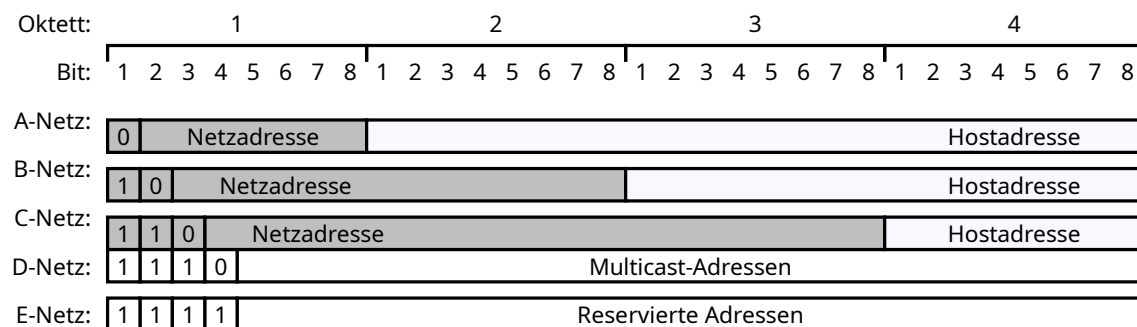 Oktett: 1 2 3 4
Bit: 1 2 3 4 5 6 7 8 1 2 3 4 5 6 7 8 1 2 3 4 5 6 7 8 1 2 3 4 5 6 7 8
A-Netz: 0 Netzadresse Hostadresse
B-Netz: 1 0 Netzadresse Hostadresse
C-Netz: 1 1 0 Netzadresse Hostadresse
D-Netz: 1 1 1 0 Multicast-Adressen
E-Netz: 1 1 1 1 Reservierte Adressen